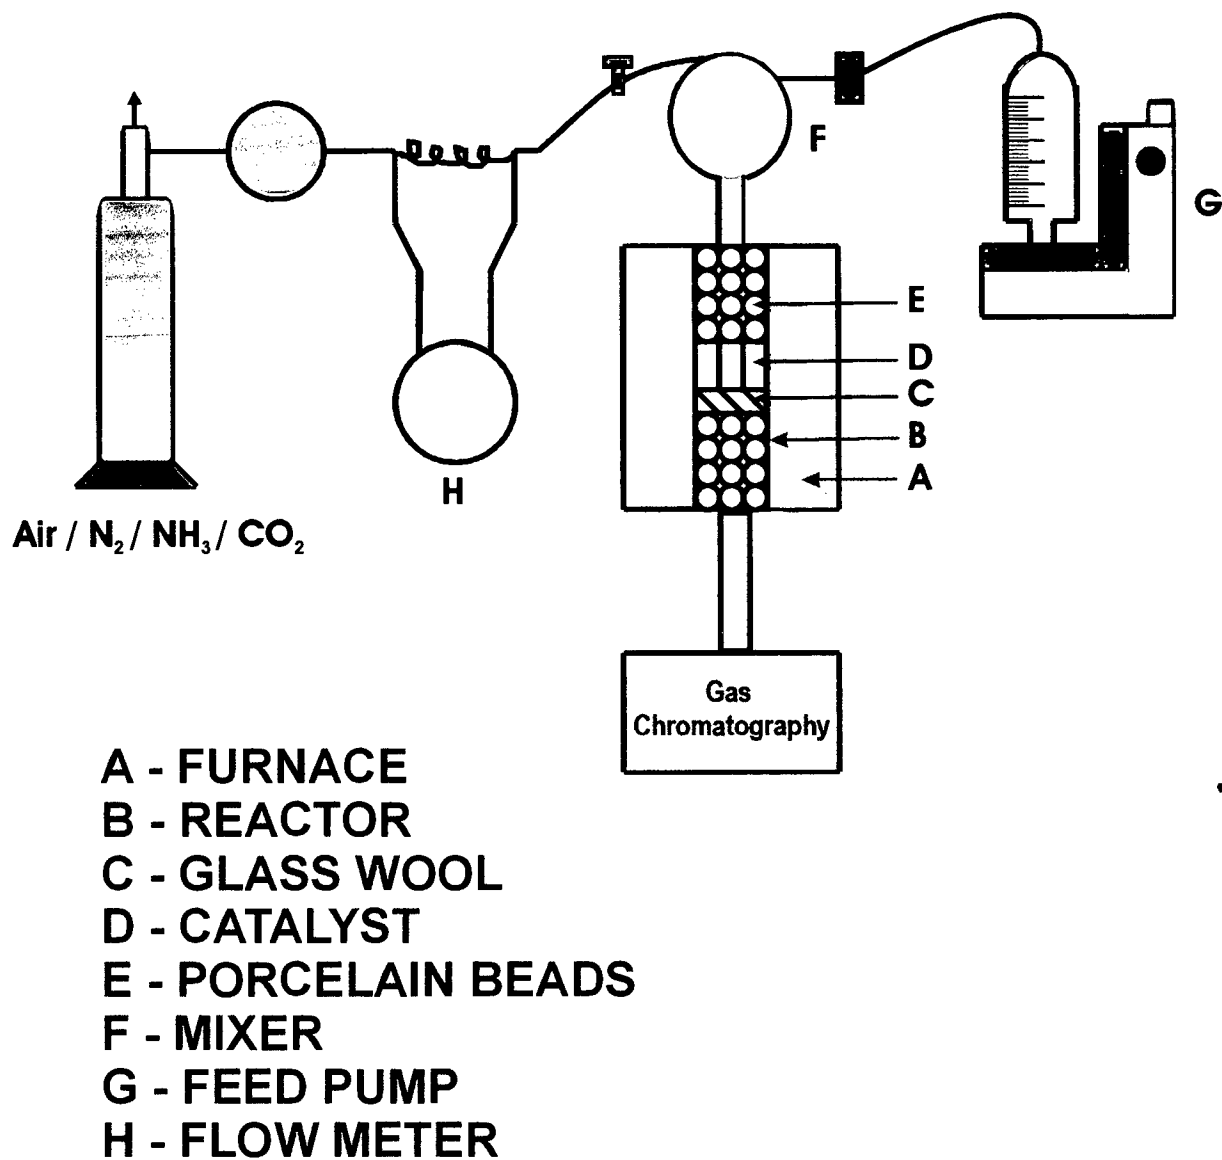 F
G
E
D
C
B
A
H
Air / N₂ / NH₃ / CO₂
Gas
Chromatography
A - FURNACE
B - REACTOR
C - GLASS WOOL
D - CATALYST
E - PORCELAIN BEADS
F - MIXER
G - FEED PUMP
H - FLOW METER